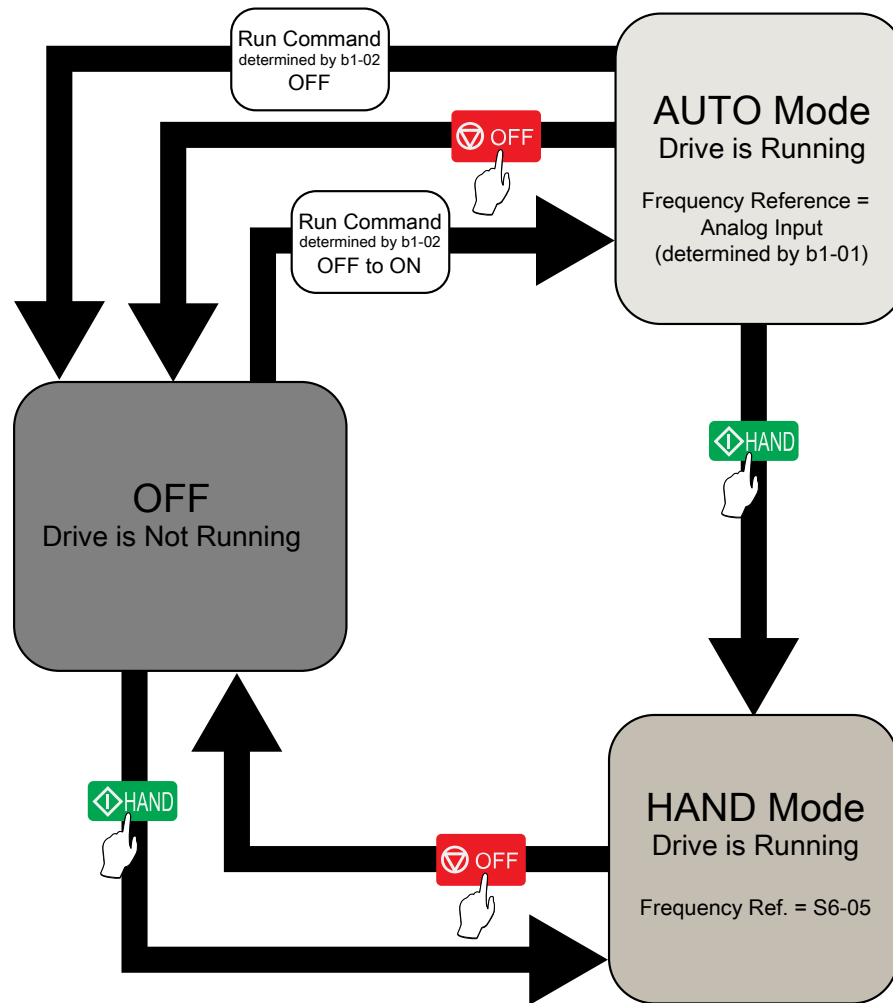 Run Command
determined by b1-02
OFF
AUTO Mode
Drive is Running
Frequency Reference =
Analog Input
(determined by b1-01)
OFF
Run Command
determined by b1-02
OFF to ON
HAND
OFF
Drive is Not Running
HAND
OFF
HAND Mode
Drive is Running
Frequency Ref. = S6-05